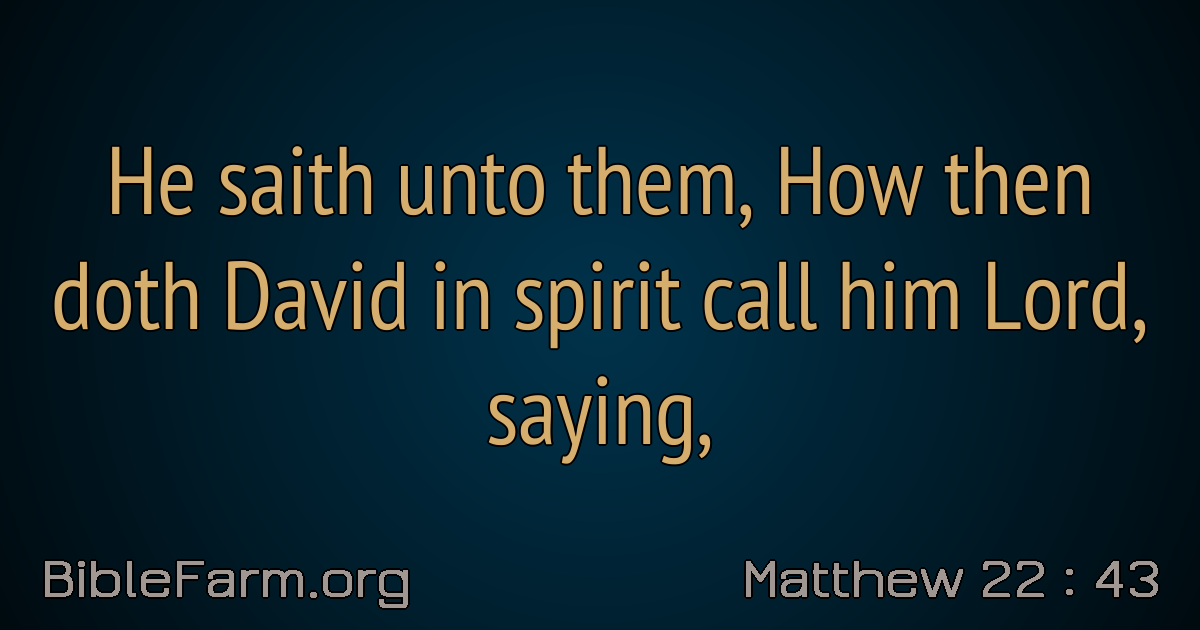 He saith unto them, How then
doth David in spirit call him Lord,
saying,
BibleFarm.org
Matthew 22 : 43